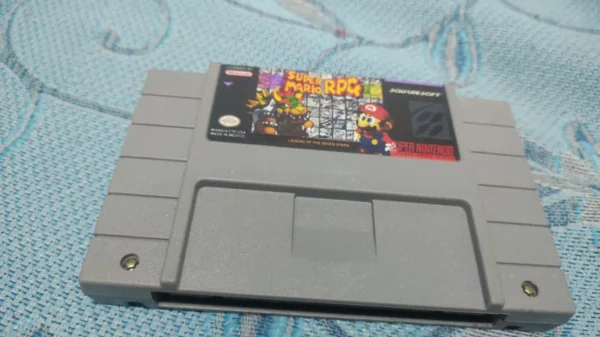 Nintendo
SUPER
MARIO RPG
SQUARESOFT
LEGEND OF THE SEVEN STARS
MADE IN MEXICO
SUPER NINTENDO